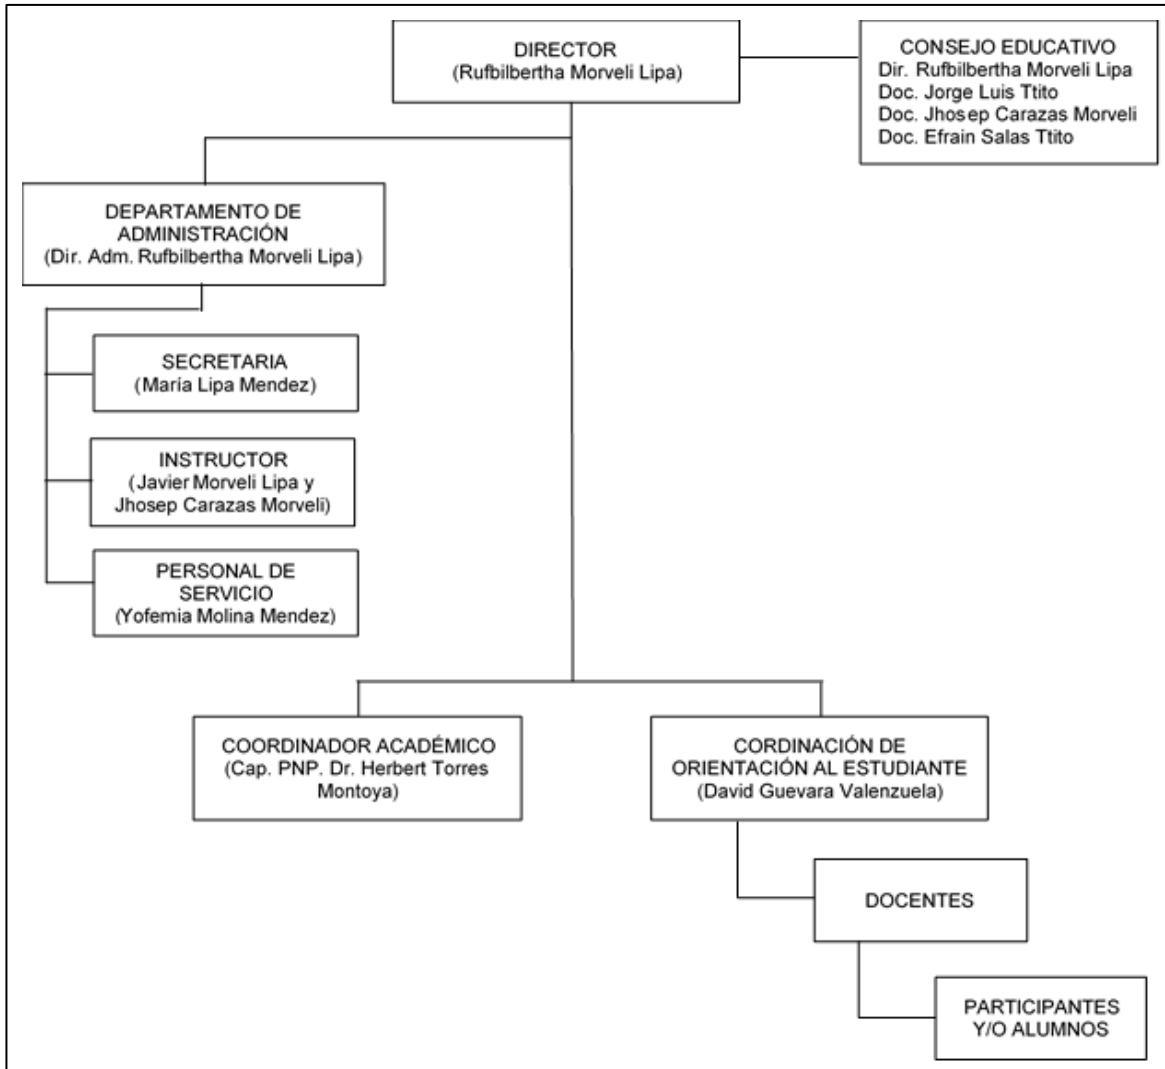 DIRECTOR
(Rufbilbertha Morveli Lipa)
CONSEJO EDUCATIVO
Dir. Rufbilbertha Morveli Lipa
Doc. Jorge Luis Ttito
Doc. Jhosep Carazas Morveli
Doc. Efrain Salas Ttito
DEPARTAMENTO DE
ADMINISTRACIÓN
(Dir. Adm. Rufbilbertha Morveli Lipa)
SECRETARIA
(María Lipa Mendez)
INSTRUCTOR
(Javier Morveli Lipa y
Jhosep Carazas Morveli)
PERSONAL DE
SERVICIO
(Yofemia Molina Mendez)
COORDINADOR ACADÉMICO
(Cap. PNP. Dr. Herbert Torres
Montoya)
CORDINACIÓN DE
ORIENTACIÓN AL ESTUDIANTE
(David Guevara Valenzuela)
DOCENTES
PARTICIPANTES
Y/O ALUMNOS